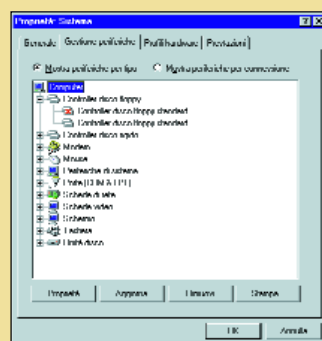 Proprietà: Sistema
Generale Gestione periferiche Profili hardware Prestazioni
Mostra periferiche per tipo Mostra periferiche per connessione
Computer
Controller disco floppy
Controller disco floppy standard
Controller disco floppy standard
Controller disco rigido
Modem
Mouse
Periferiche di sistema
Porte (COM & LPT)
Schede di rete
Schede video
Schermo
Tastiera
Unità disco
Proprietà Aggiorna Rimuovi Stampa
OK Annulla